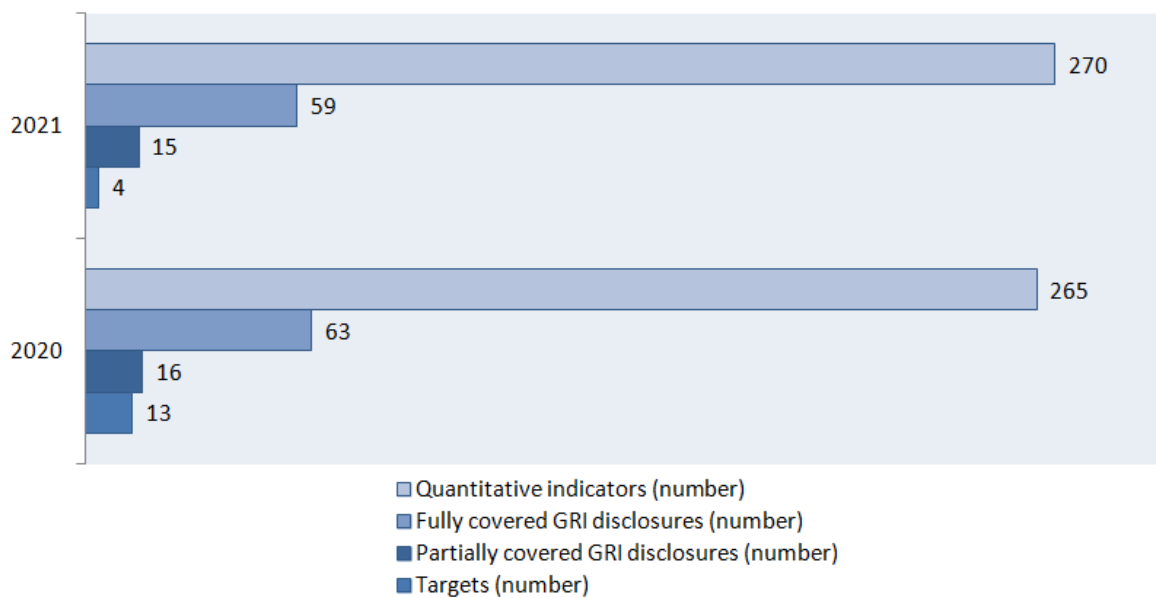 270
59
2021
15
4
265
63
2020
16
13
Quantitative indicators (number)
Fully covered GRI disclosures (number)
Partially covered GRI disclosures (number)
Targets (number)